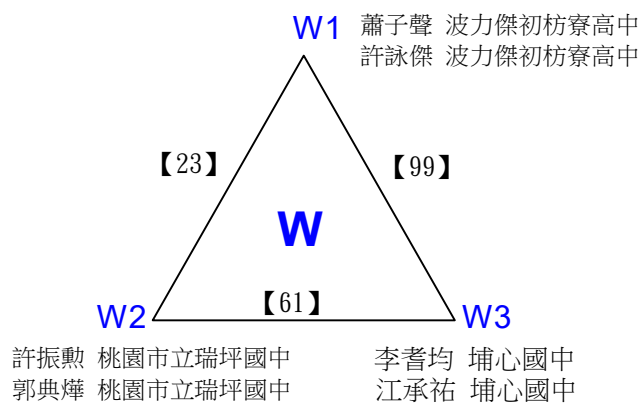 W1 蕭子聲 波力傑初枋寮高中
許詠傑 波力傑初枋寮高中
【23】 【99】
W
【61】
W2 W3
許振勲 桃園市立瑞坪國中 李耆均 埔心國中
郭典燁 桃園市立瑞坪國中 江承祐 埔心國中